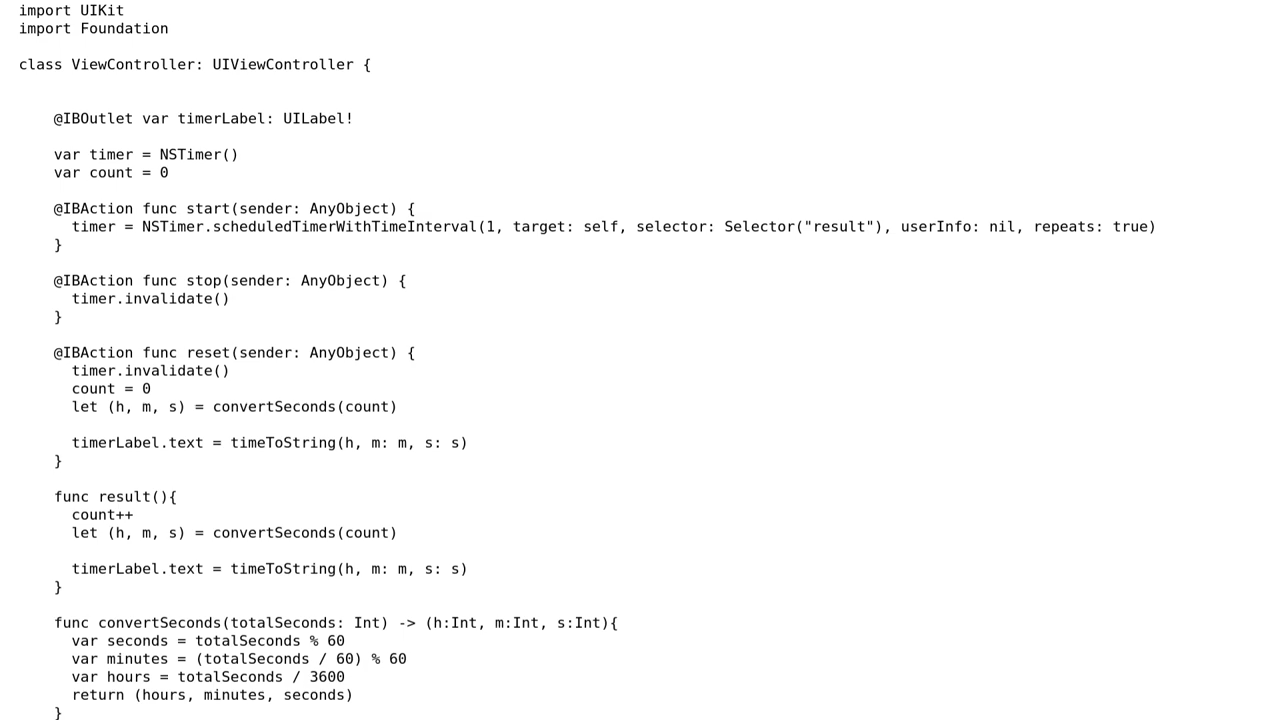 import UIKit
import Foundation
class ViewController: UIViewController {
@IBOutlet var timerLabel: UILabel!
var timer = NSTimer()
var count = 0
@IBAction func start(sender: AnyObject) {
timer = NSTimer.scheduledTimerWithTimeInterval(1, target: self, selector: Selector("result"), userInfo: nil, repeats: true)
}
@IBAction func stop(sender: AnyObject) {
timer.invalidate()
}
@IBAction func reset(sender: AnyObject) {
timer.invalidate()
count = 0
let (h, m, s) = convertSeconds(count)
timerLabel.text = timeToString(h, m: m, s: s)
}
func result(){
count++
let (h, m, s) = convertSeconds(count)
timerLabel.text = timeToString(h, m: m, s: s)
}
func convertSeconds(totalSeconds: Int) -> (h:Int, m:Int, s:Int){
var seconds = totalSeconds % 60
var minutes = (totalSeconds / 60) % 60
var hours = totalSeconds / 3600
return (hours, minutes, seconds)
}